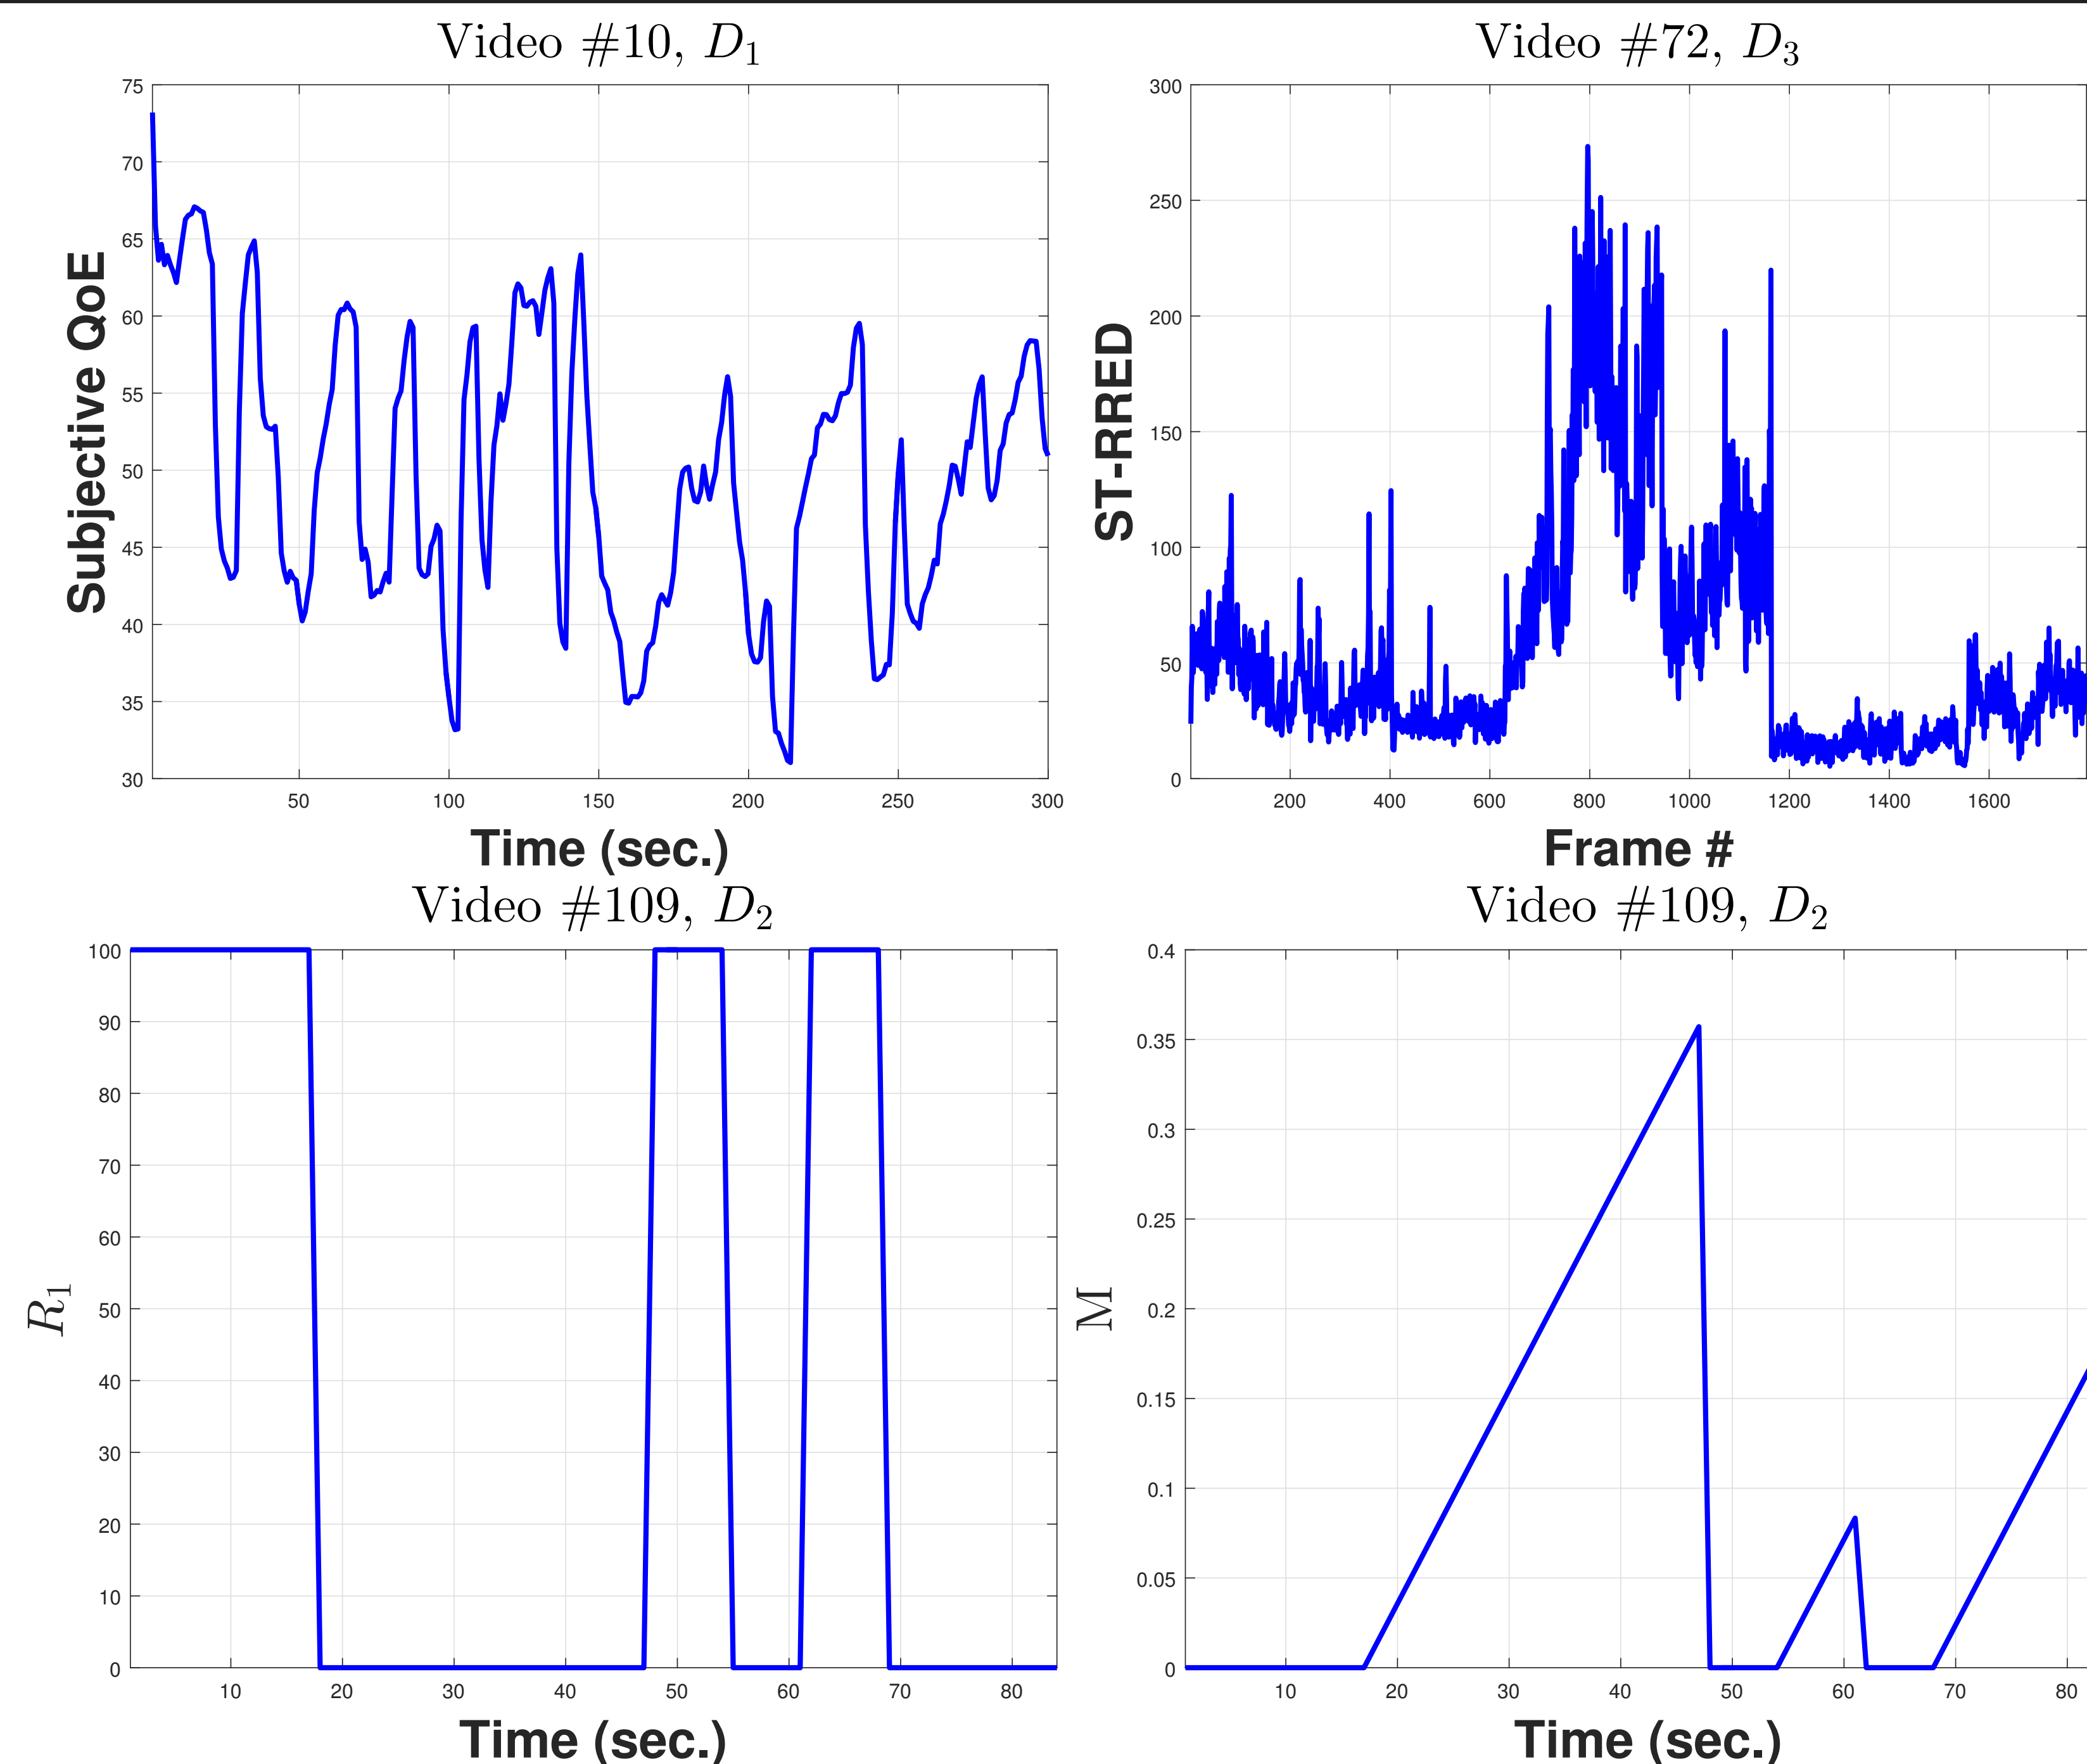 Video #10, D1
75
70
65
60
55
50
45
40
35
30
Subjective QoE
50 100 150 200 250 300
Time (sec.)
Video #72, D3
300
250
200
150
100
50
0
ST-RRED
200 400 600 800 1000 1200 1400 1600
Frame #
Video #109, D2
100
90
80
70
60
50
40
30
20
10
0
R1
10 20 30 40 50 60 70 80
Time (sec.)
Video #109, D2
0.4
0.35
0.3
0.25
0.2
0.15
0.1
0.05
0
M
10 20 30 40 50 60 70 80
Time (sec.)